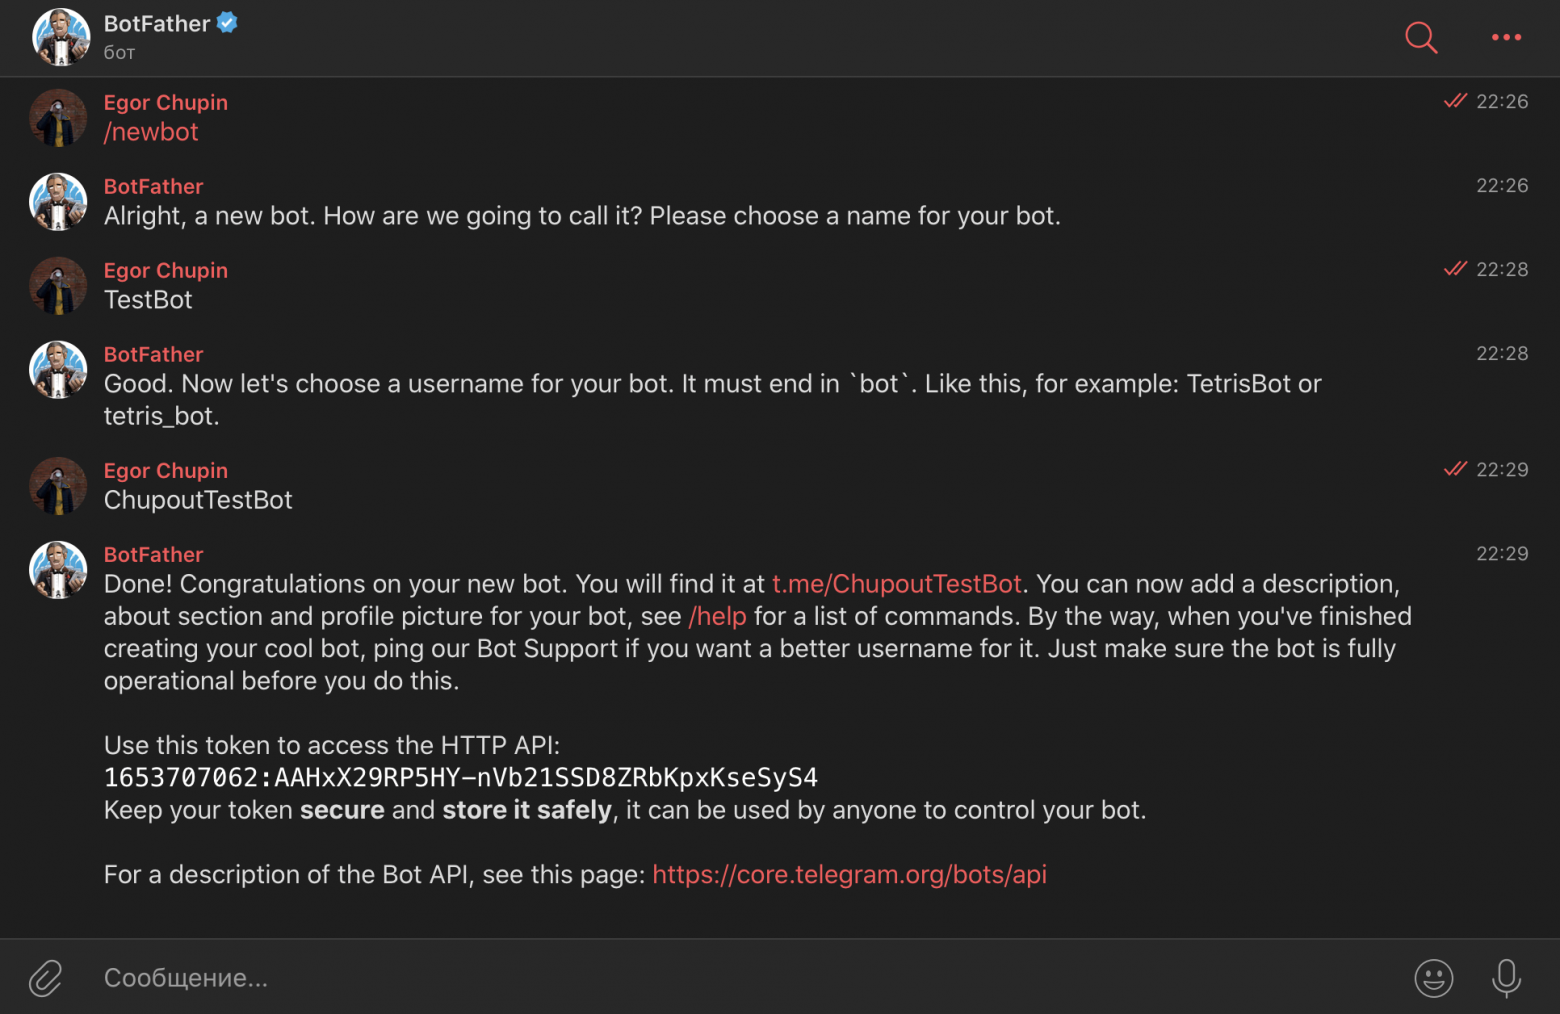 BotFather
бот
Egor Chupin
22:26
/newbot
BotFather
22:26
Alright, a new bot. How are we going to call it? Please choose a name for your bot.
Egor Chupin
22:28
TestBot
BotFather
22:28
Good. Now let's choose a username for your bot. It must end in `bot`. Like this, for example: TetrisBot or
tetris_bot.
Egor Chupin
22:29
ChupoutTestBot
BotFather
22:29
Done! Congratulations on your new bot. You will find it at t.me/ChupoutTestBot. You can now add a description,
about section and profile picture for your bot, see /help for a list of commands. By the way, when you've finished
creating your cool bot, ping our Bot Support if you want a better username for it. Just make sure the bot is fully
operational before you do this.
Use this token to access the HTTP API:
1653707062:AAHxX29RP5HY-nVb21SSD8ZRbKpxKseSyS4
Keep your token secure and store it safely, it can be used by anyone to control your bot.
For a description of the Bot API, see this page: https://core.telegram.org/bots/api
Сообщение...